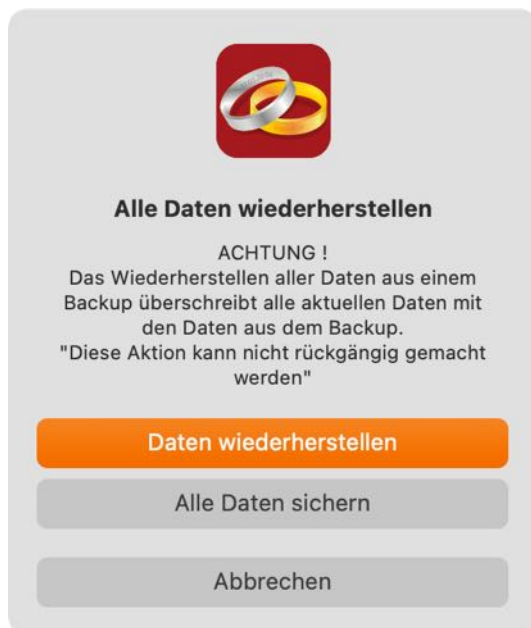 Alle Daten wiederherstellen
ACHTUNG !
Das Wiederherstellen aller Daten aus einem
Backup überschreibt alle aktuellen Daten mit
den Daten aus dem Backup.
"Diese Aktion kann nicht rückgängig gemacht
werden"
Daten wiederherstellen
Alle Daten sichern
Abbrechen